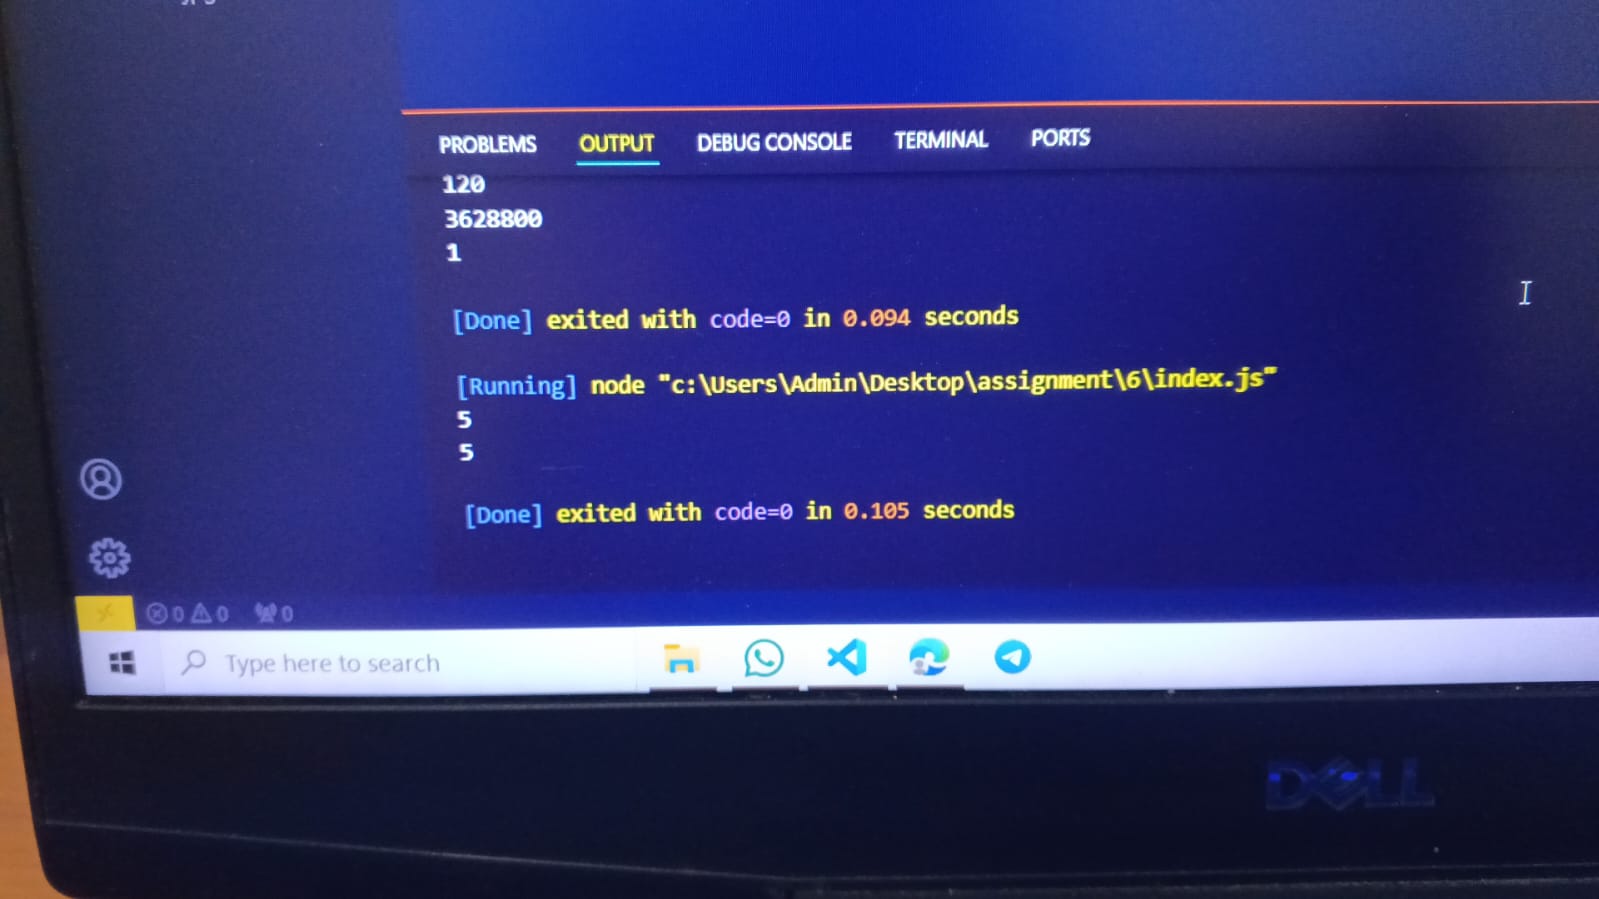 PROBLEMS OUTPUT DEBUG CONSOLE TERMINAL PORTS
120
3628800
1
[Done] exited with code=0 in 0.094 seconds
[Running] node "c:\Users\Admin\Desktop\assignment\6\index.js"
5
5
[Done] exited with code=0 in 0.105 seconds
0 0 0
Type here to search
DELL